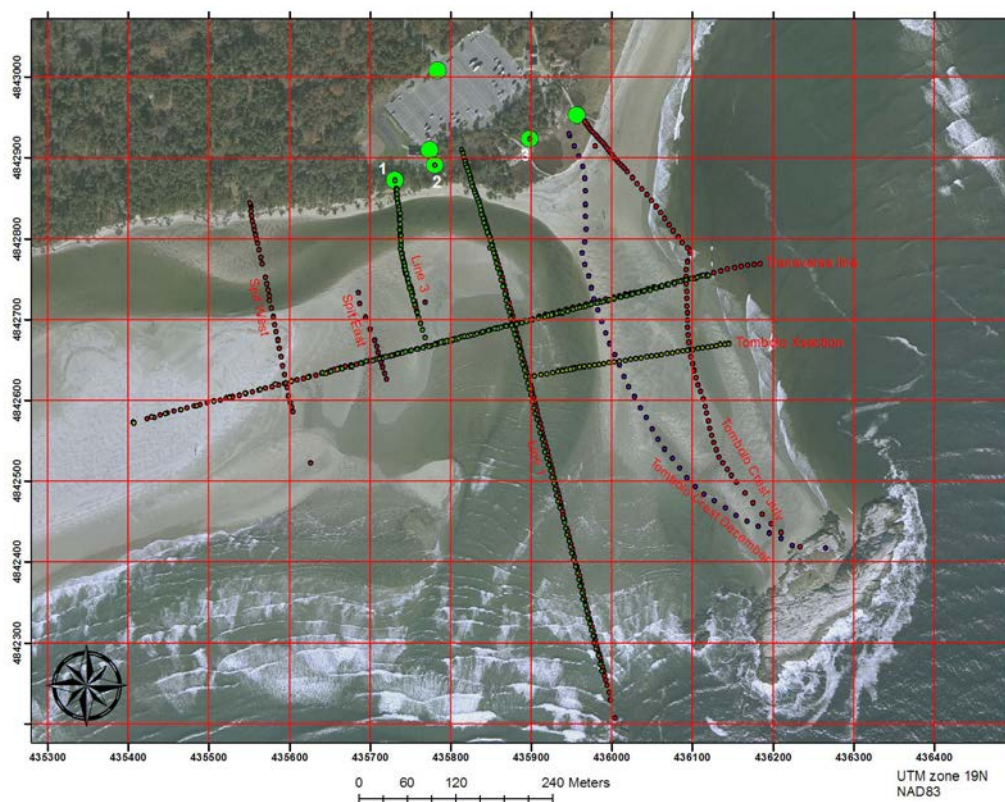 4843000
4842900
4842800
4842700
4842600
4842500
4842400
4842300
1
2
3
Line 3
Spit West
Spit East
Transverse line
Tombolo Xsection
Tombolo Crest July
Tombolo Crest December
435300 435400 435500 435600 435700 435800 435900 436000 436100 436200 436300 436400
0 60 120 240 Meters
UTM zone 19N
NAD83